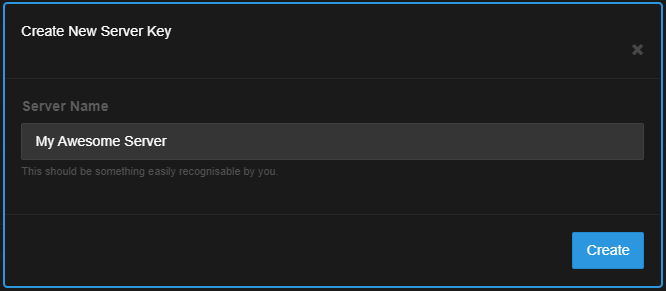 Create New Server Key
Server Name
My Awesome Server
This should be something easily recognisable by you.
Create